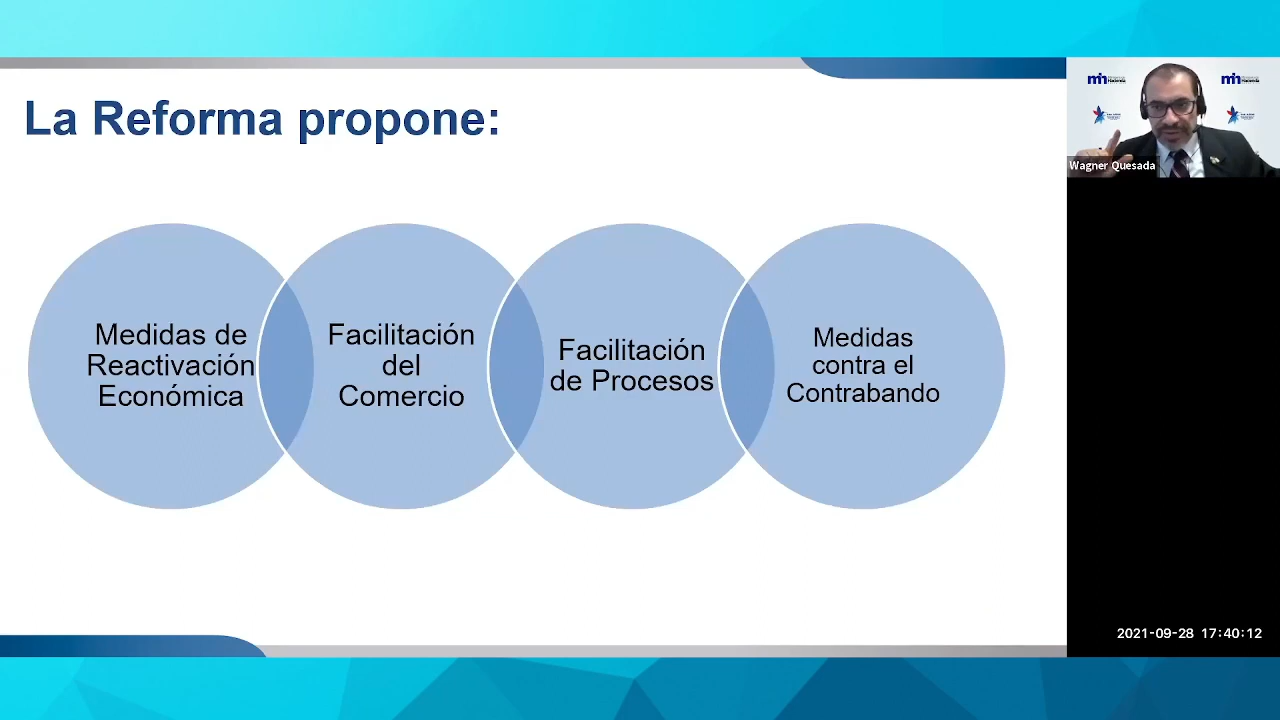 La Reforma propone:
Medidas de
Reactivación
Económica
Facilitación
del
Comercio
Facilitación
de Procesos
Medidas
contra el
Contrabando
Wagner Quesada
2021-09-28 17:40:12